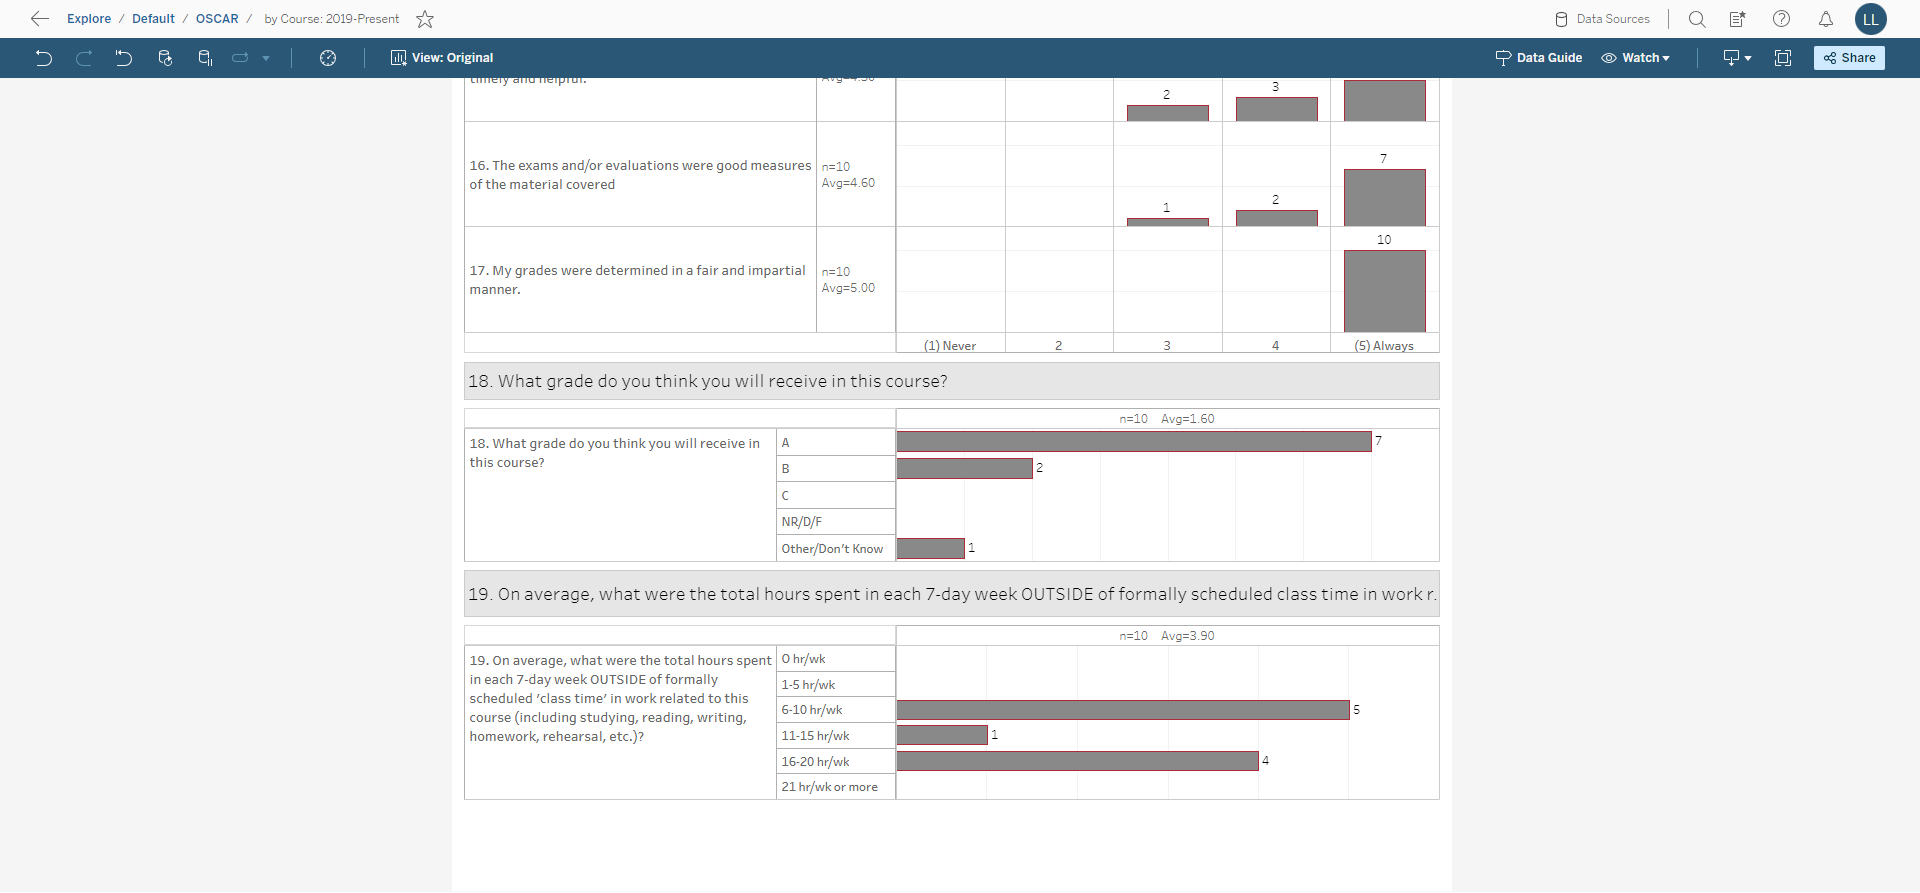 Explore / Default / OSCAR / by Course: 2019-Present
Data Sources
LL
View: Original
Data Guide
Watch
Share
timely and helpful.
2
3
16. The exams and/or evaluations were good measures
of the material covered
n=10
Avg=4.60
1
2
7
17. My grades were determined in a fair and impartial
manner.
n=10
Avg=5.00
10
(1) Never
2
3
4
(5) Always
18. What grade do you think you will receive in this course?
n=10 Avg=1.60
18. What grade do you think you will receive in
this course?
A
7
B
2
C
NR/D/F
Other/Don't Know
1
19. On average, what were the total hours spent in each 7-day week OUTSIDE of formally scheduled class time in work r.
n=10 Avg=3.90
19. On average, what were the total hours spent
in each 7-day week OUTSIDE of formally
scheduled ‘class time’ in work related to this
course (including studying, reading, writing,
homework, rehearsal, etc.)?
0 hr/wk
1-5 hr/wk
6-10 hr/wk
5
11-15 hr/wk
1
16-20 hr/wk
4
21 hr/wk or more